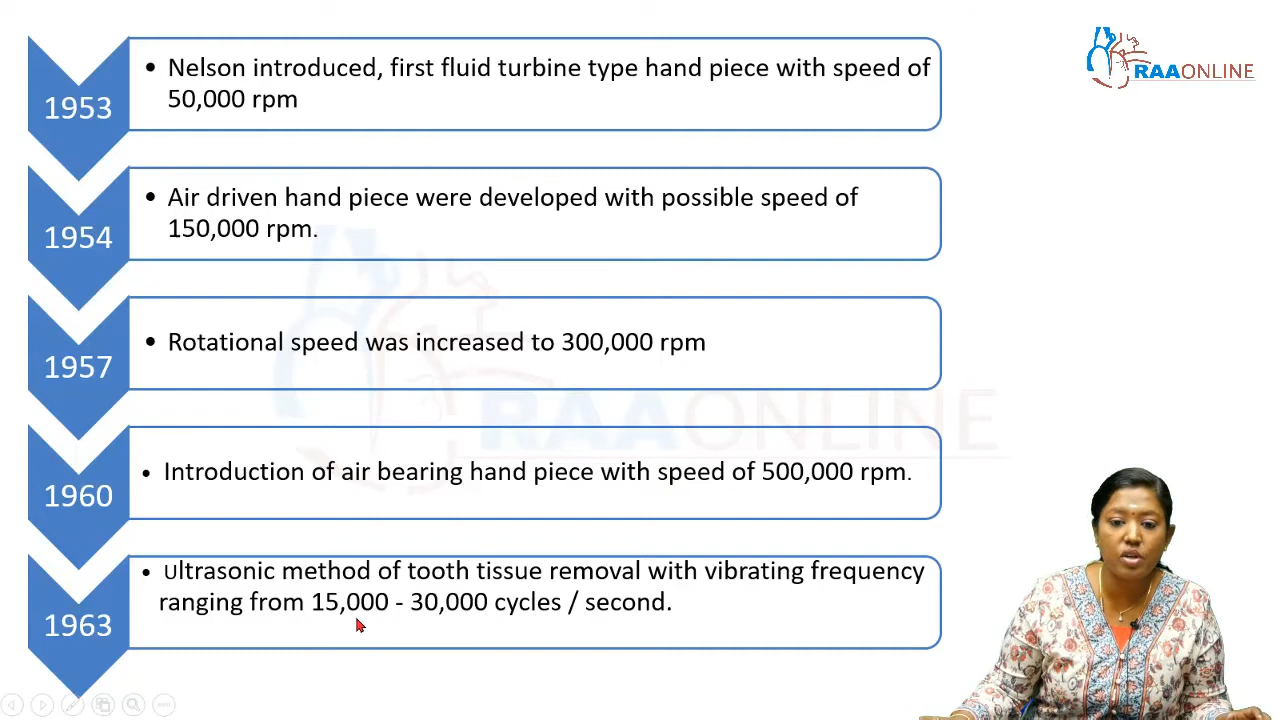 1953
• Nelson introduced, first fluid turbine type hand piece with speed of
50,000 rpm
1954
• Air driven hand piece were developed with possible speed of
150,000 rpm.
1957
• Rotational speed was increased to 300,000 rpm
1960
• Introduction of air bearing hand piece with speed of 500,000 rpm.
1963
• Ultrasonic method of tooth tissue removal with vibrating frequency
ranging from 15,000 - 30,000 cycles / second.
RAAONLINE
RAAONLINE